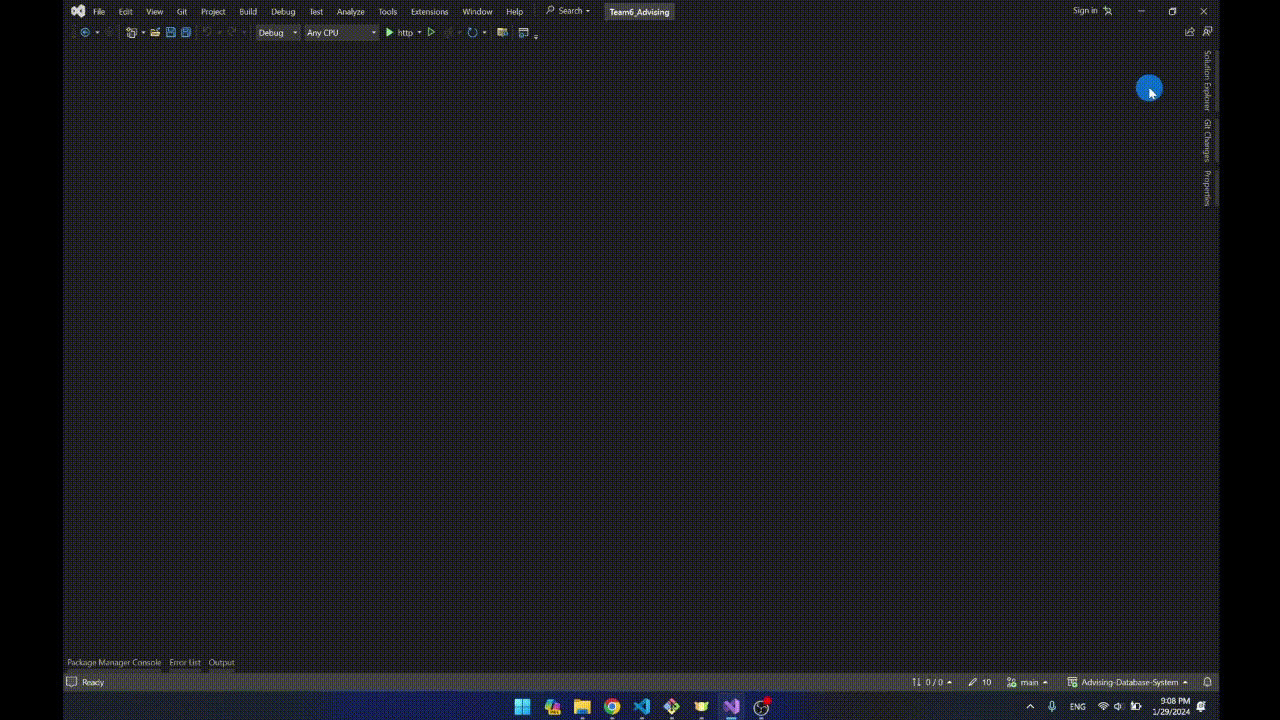 File Edit View Git Project Build Debug Test Analyze Tools Extensions Window Help Search Team6_Advising Sign in
Debug Any CPU http
Solution Explorer
Git Changes
Properties
Package Manager Console Error List Output
Ready 0 / 0 10 main Advising-Database-System
ENG 9:08 PM
1/29/2024